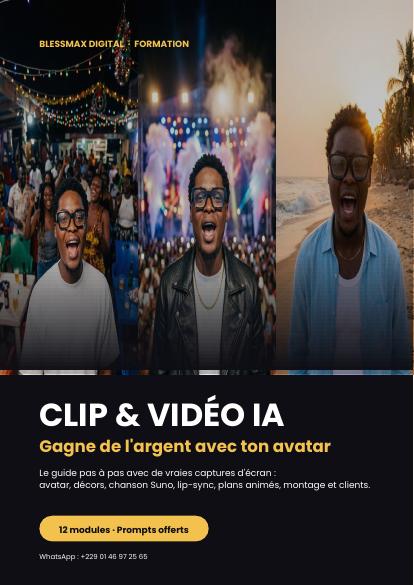 BLESSMAX DIGITAL · FORMATION
CLIP & VIDÉO IA
Gagne de l'argent avec ton avatar
Le guide pas à pas avec de vraies captures d'écran :
avatar, décors, chanson Suno, lip-sync, plans animés, montage et clients.
12 modules · Prompts offerts
WhatsApp : +229 01 46 97 25 65